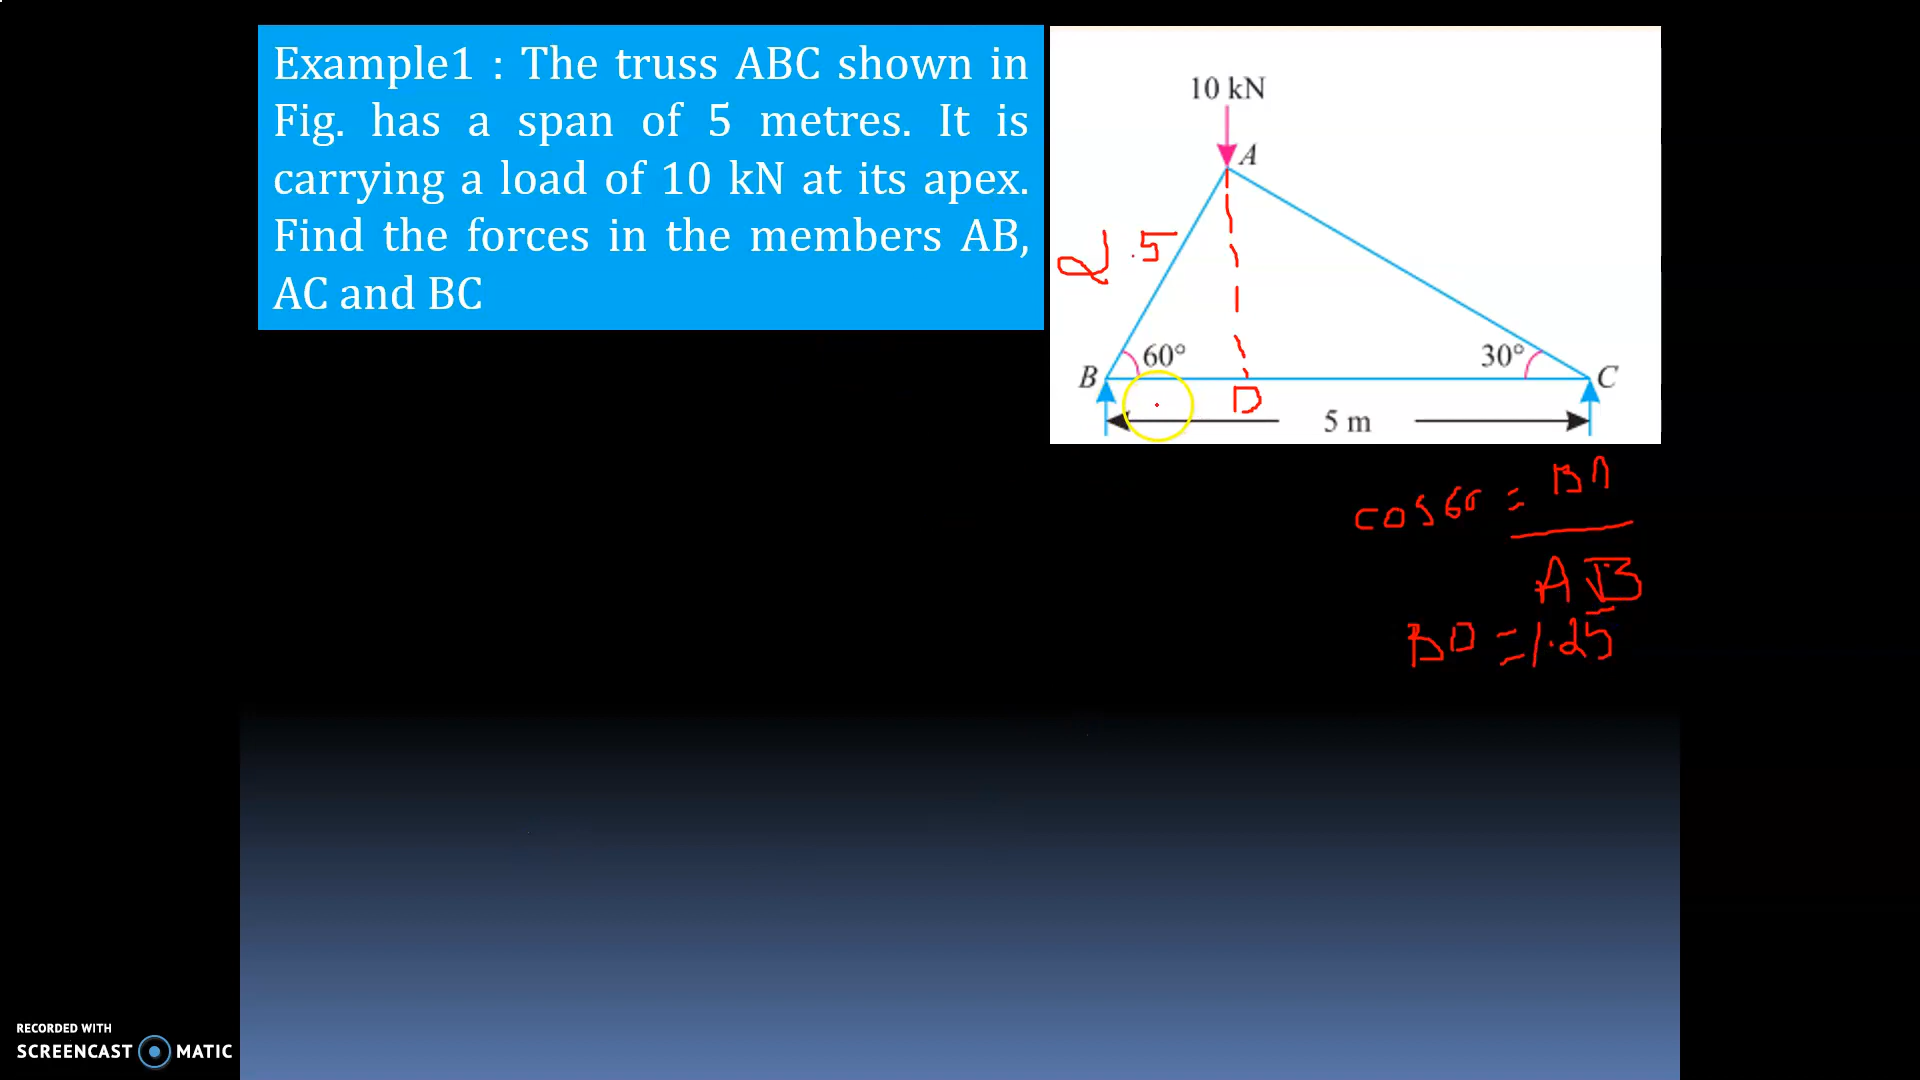 Example1 : The truss ABC shown in
Fig. has a span of 5 metres. It is
carrying a load of 10 kN at its apex.
Find the forces in the members AB,
AC and BC
10 kN
A
2.5
60°
30°
B
C
D
5 m
cos60 = BD
AB
BD = 1.25
RECORDED WITH
SCREENCAST MATIC